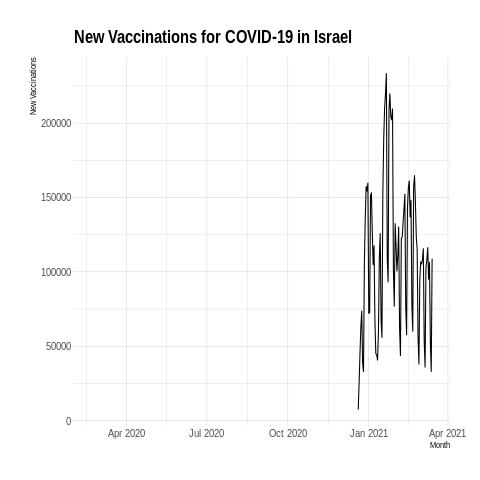 New Vaccinations for COVID-19 in Israel
New Vaccinations
200000
150000
100000
50000
0
Apr 2020 Jul 2020 Oct 2020 Jan 2021 Apr 2021
Month